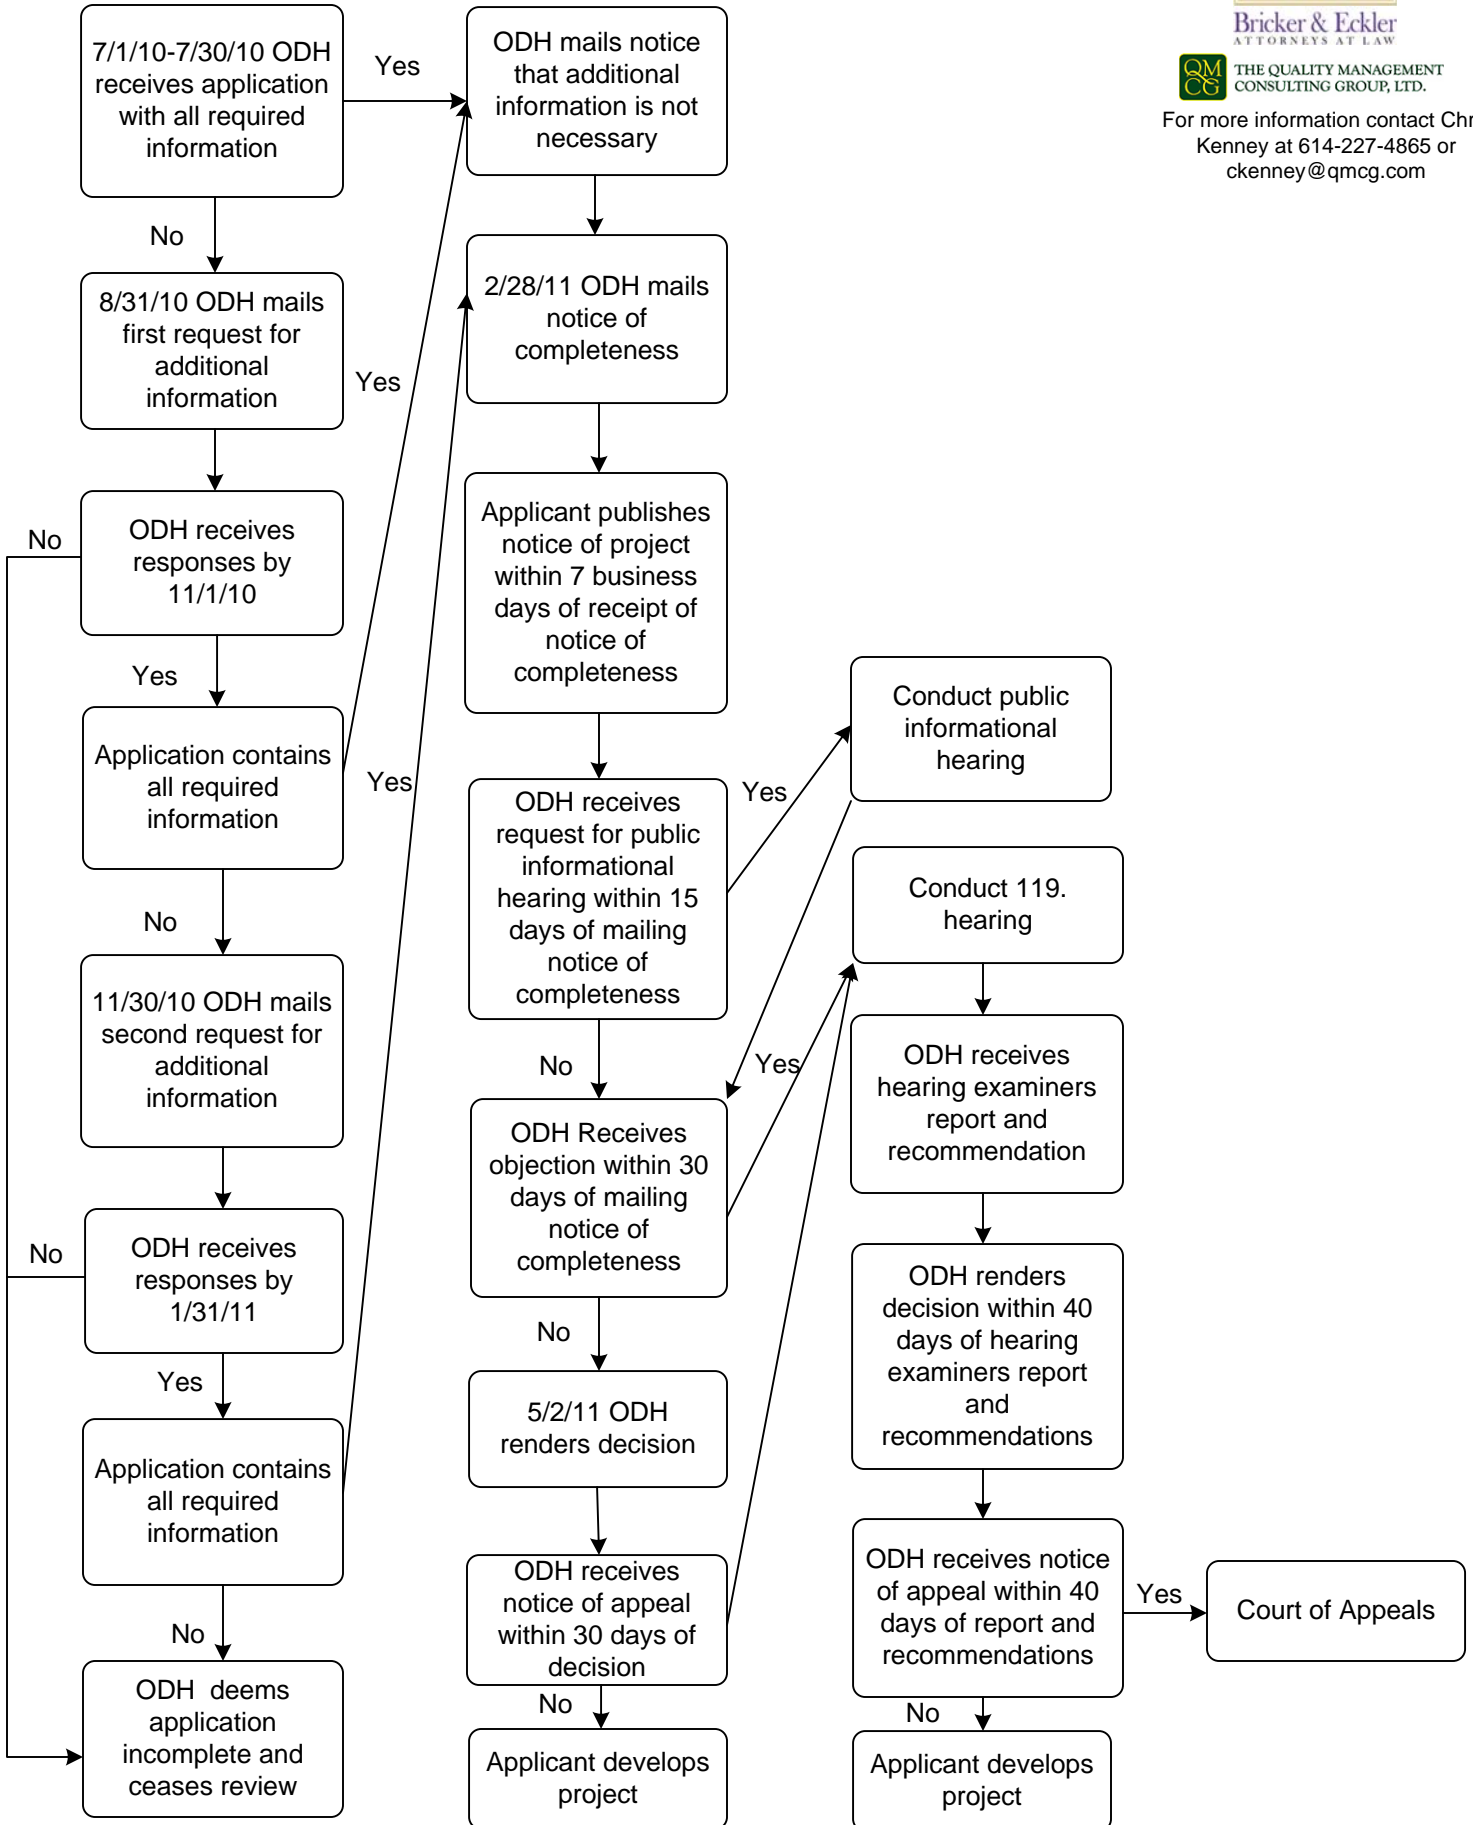 7/1/10-7/30/10 ODH
receives application
with all required
information
Yes
No
8/31/10 ODH mails
first request for
additional
information
Yes
ODH receives
responses by
11/1/10
No
Yes
Application contains
all required
information
Yes
No
11/30/10 ODH mails
second request for
additional
information
ODH receives
responses by
1/31/11
No
Yes
Application contains
all required
information
No
ODH deems
application
incomplete and
ceases review
ODH mails notice
that additional
information is not
necessary
2/28/11 ODH mails
notice of
completeness
Applicant publishes
notice of project
within 7 business
days of receipt of
notice of
completeness
ODH receives
request for public
informational
hearing within 15
days of mailing
notice of
completeness
Yes
No
ODH Receives
objection within 30
days of mailing
notice of
completeness
Yes
No
5/2/11 ODH
renders decision
ODH receives
notice of appeal
within 30 days of
decision
No
Applicant develops
project
Conduct public
informational
hearing
Conduct 119.
hearing
ODH receives
hearing examiners
report and
recommendation
ODH renders
decision within 40
days of hearing
examiners report
and
recommendations
ODH receives notice
of appeal within 40
days of report and
recommendations
Yes
No
Applicant develops
project
Court of Appeals
Bricker & Eckler
ATTORNEYS AT LAW
QM
CG
THE QUALITY MANAGEMENT
CONSULTING GROUP, LTD.
For more information contact
Kenney at 614-227-4865 or
ckenney@qmcg.com